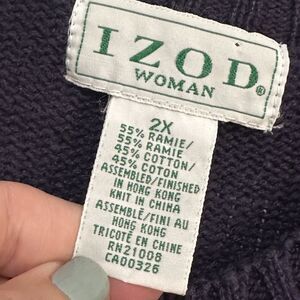 IZOD®
WOMAN
2X
55% RAMIE/
55% RAMIE
45% COTTON/
45% COTON
ASSEMBLED/FINISHED
IN HONG KONG
KNIT IN CHINA
ASSEMBLÉ/FINI AU
HONG KONG
TRICOTÉ EN CHINE
RN21008
CA00326